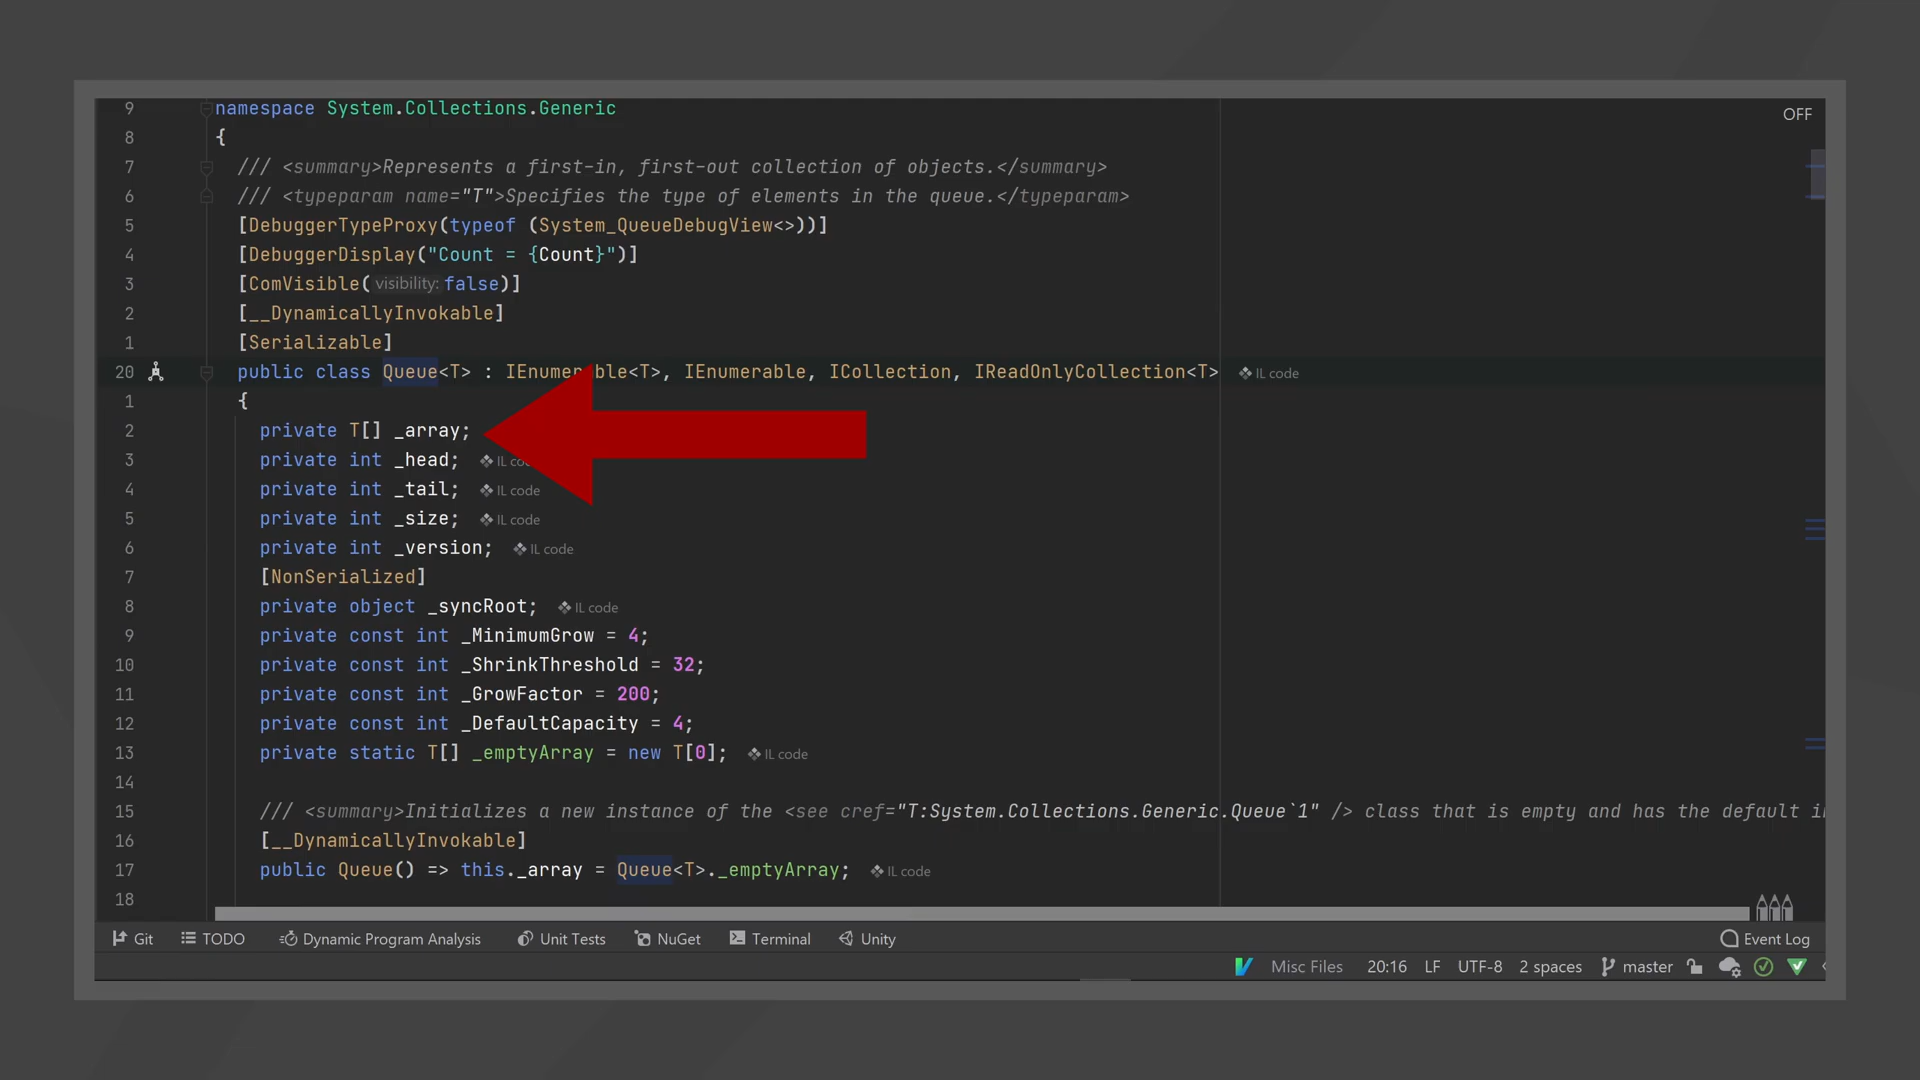 9 namespace System.Collections.Generic
OFF
8 {
7 /// <summary>Represents a first-in, first-out collection of objects.</summary>
6 /// <typeparam name="T">Specifies the type of elements in the queue.</typeparam>
5 [DebuggerTypeProxy(typeof (System_QueueDebugView<>))]
4 [DebuggerDisplay("Count = {Count}")]
3 [ComVisible( visibility: false)]
2 [__DynamicallyInvokable]
1 [Serializable]
20 public class Queue<T> : IEnumerable<T>, IEnumerable, ICollection, IReadOnlyCollection<T> IL code
1 {
2 private T[] _array;
3 private int _head; IL co
4 private int _tail; IL code
5 private int _size; IL code
6 private int _version; IL code
7 [NonSerialized]
8 private object _syncRoot; IL code
9 private const int _MinimumGrow = 4;
10 private const int _ShrinkThreshold = 32;
11 private const int _GrowFactor = 200;
12 private const int _DefaultCapacity = 4;
13 private static T[] _emptyArray = new T[0]; IL code
14
15 /// <summary>Initializes a new instance of the <see cref="T:System.Collections.Generic.Queue`1" /> class that is empty and has the default i
16 [__DynamicallyInvokable]
17 public Queue() => this._array = Queue<T>._emptyArray; IL code
18
Git TODO Dynamic Program Analysis Unit Tests NuGet Terminal Unity Event Log
Misc Files 20:16 LF UTF-8 2 spaces master